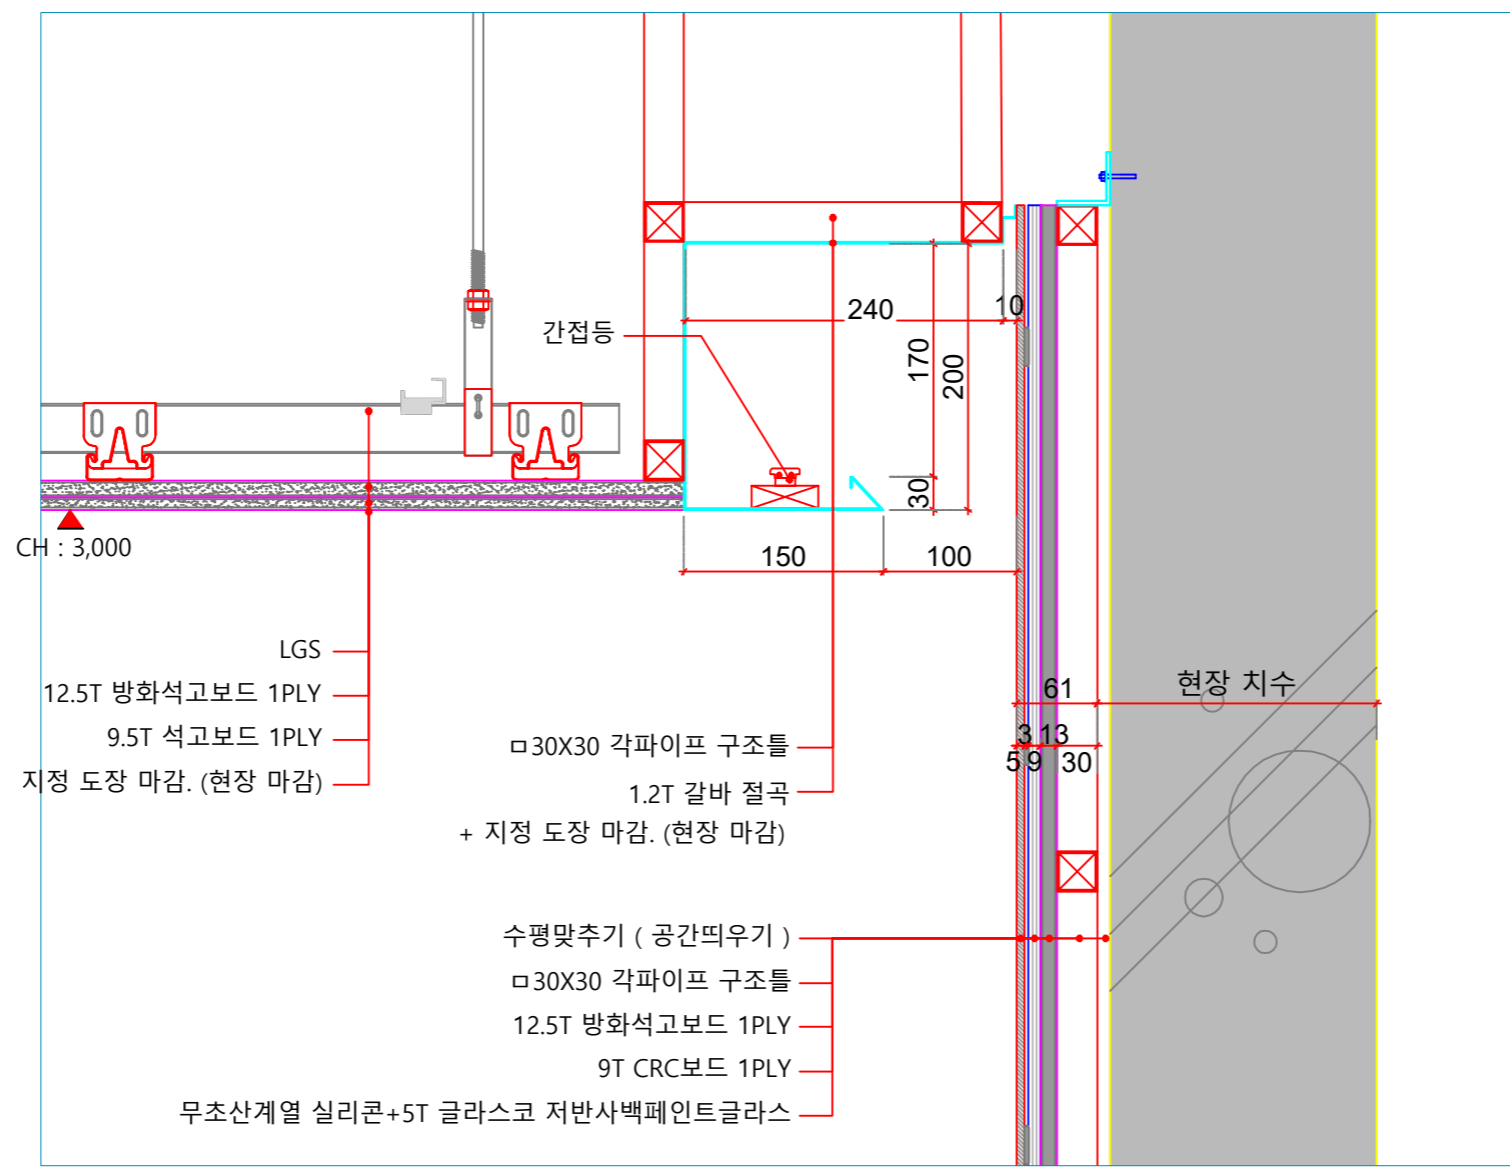 240
10
간접등
170
200
30
CH : 3,000
150
100
LGS
12.5T 방화석고보드 1PLY
9.5T 석고보드 1PLY
지정 도장 마감. (현장 마감)
ㅁ30X30 각파이프 구조틀
1.2T 갈바 절곡
+ 지정 도장 마감. (현장 마감)
61
현장 치수
3 13
5 9 30
수평맞추기 ( 공간띄우기 )
ㅁ30X30 각파이프 구조틀
12.5T 방화석고보드 1PLY
9T CRC보드 1PLY
무초산계열 실리콘+5T 글라스코 저반사백페인트글라스